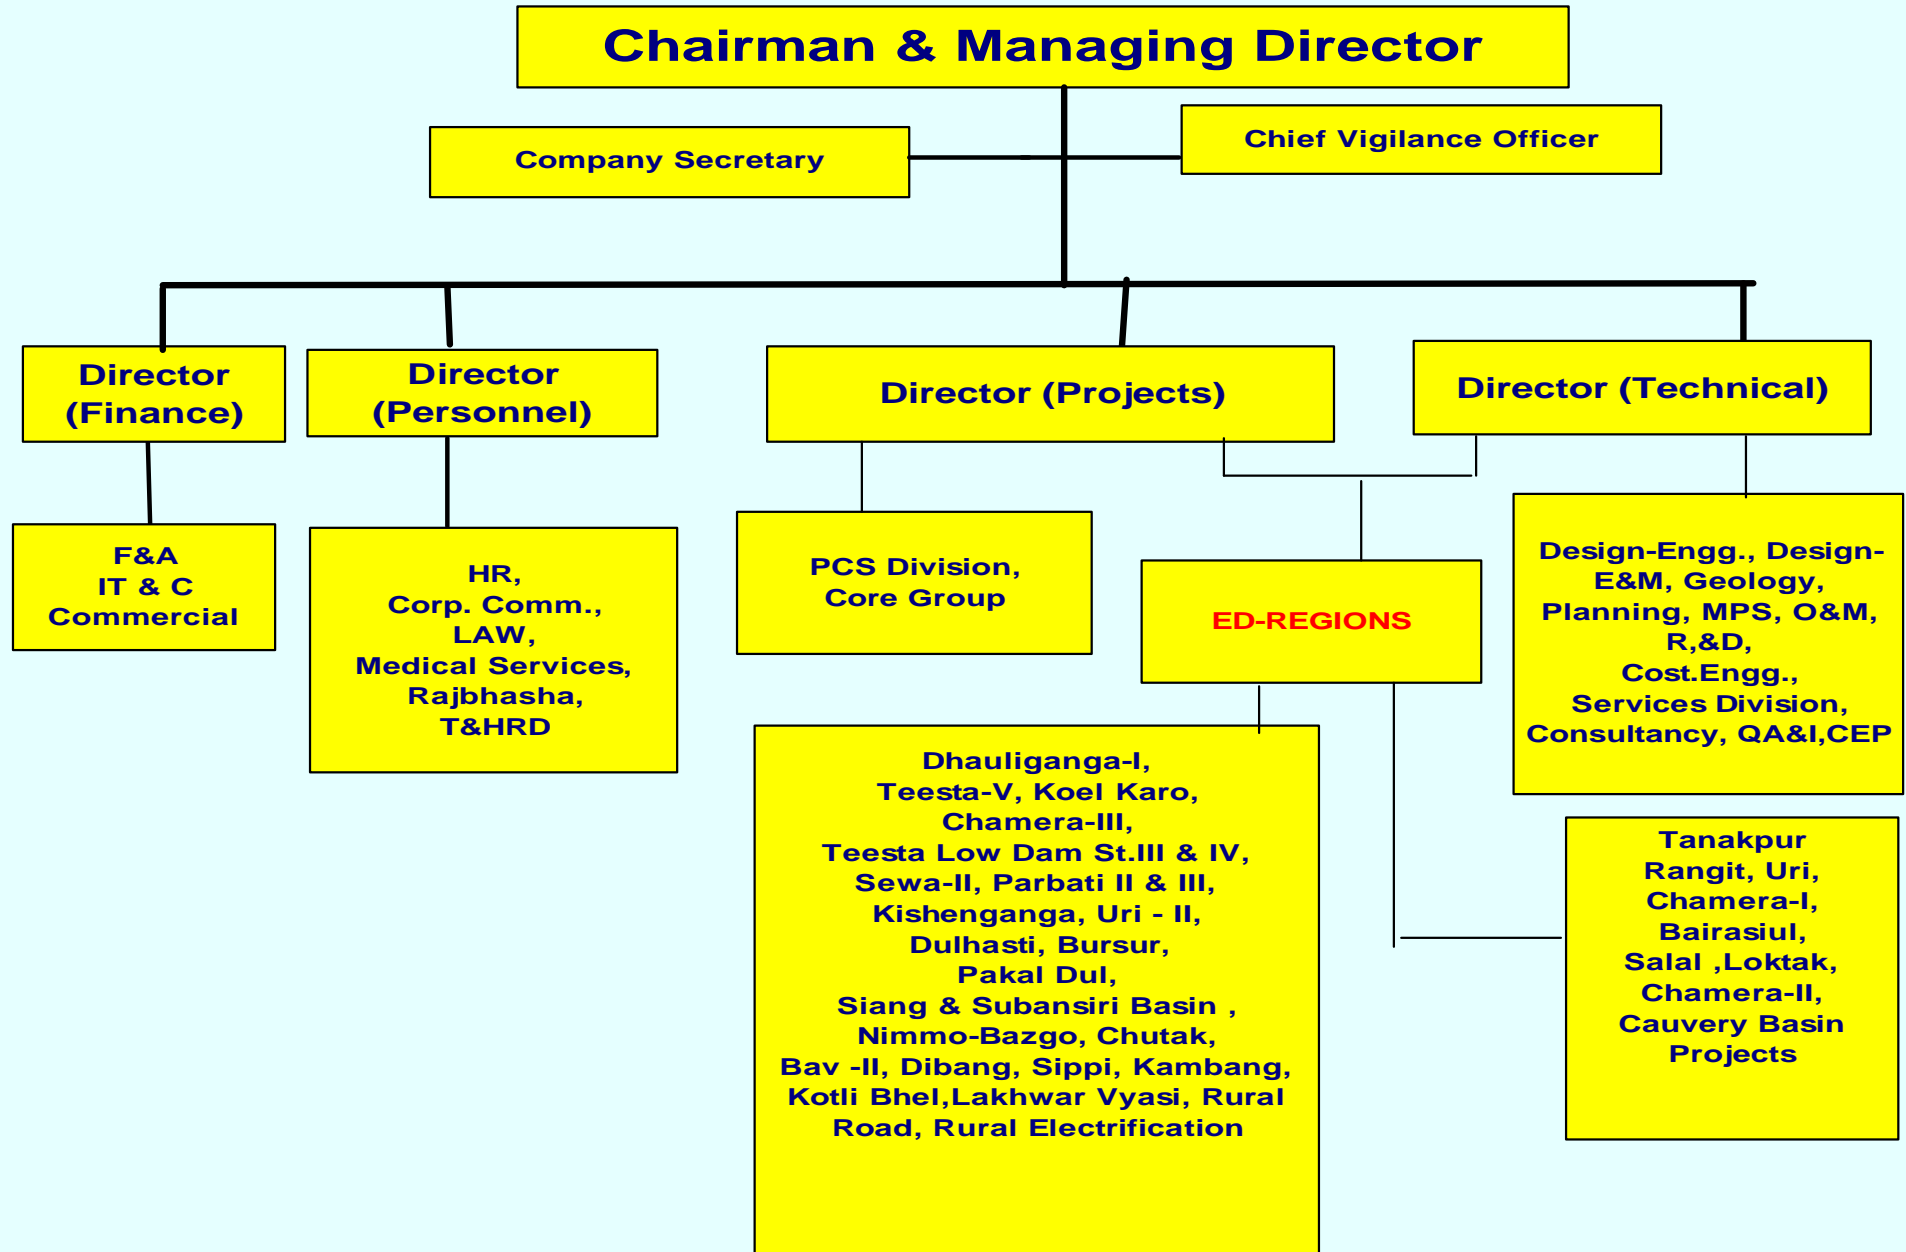 Chairman & Managing Director
Company Secretary
Chief Vigilance Officer
Director
(Finance)
Director
(Personnel)
Director (Projects)
Director (Technical)
F&A
IT & C
Commercial
HR,
Corp. Comm.,
LAW,
Medical Services,
Rajbhasha,
T&HRD
PCS Division,
Core Group
ED-REGIONS
Design-Engg., Design-
E&M, Geology,
Planning, MPS, O&M,
R,&D,
Cost.Engg.,
Services Division,
Consultancy, QA&I,CEP
Dhauliganga-I,
Teesta-V, Koel Karo,
Chamera-III,
Teesta Low Dam St.III & IV,
Sewa-II, Parbati II & III,
Kishenganga, Uri - II,
Dulhasti, Bursur,
Pakal Dul,
Siang & Subansiri Basin ,
Nimmo-Bazgo, Chutak,
Bav -II, Dibang, Sippi, Kambang,
Kotli Bhel,Lakhwar Vyasi, Rural
Road, Rural Electrification
Tanakpur
Rangit, Uri,
Chamera-I,
Bairasiul,
Salal ,Loktak,
Chamera-II,
Cauvery Basin
Projects